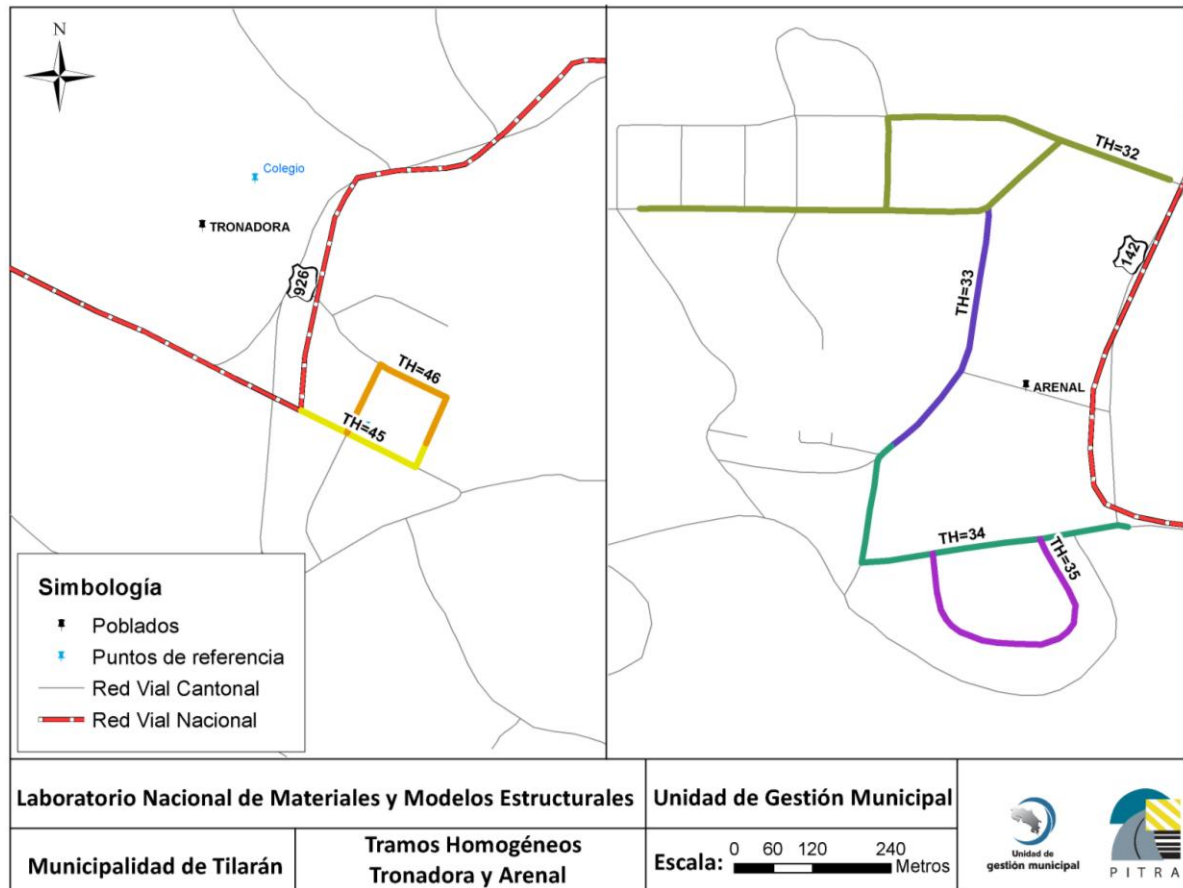 N
Colegio
TRONADORA
926
TH=46
TH=45
TH=32
142
TH=33
ARENAL
TH=34
TH=35
Simbología
Poblados
Puntos de referencia
Red Vial Cantonal
Red Vial Nacional
Laboratorio Nacional de Materiales y Modelos Estructurales
Unidad de Gestión Municipal
Municipalidad de Tilarán
Tramos Homogéneos
Tronadora y Arenal
Escala: 0 60 120 240 Metros
Unidad de
gestión municipal
PITRA